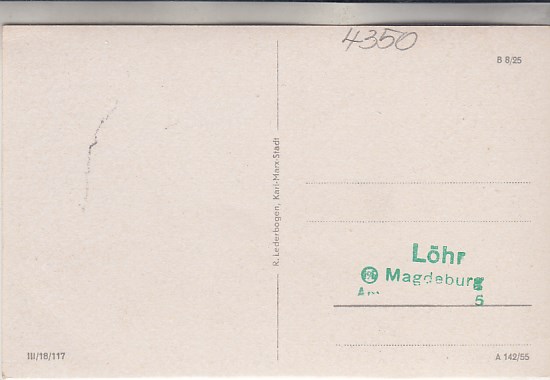 4350
B 8/25
K. Lederbogen, Karl-Marx-Stadt
Löhr
Magdeburg
5
III/18/117
A 142/55